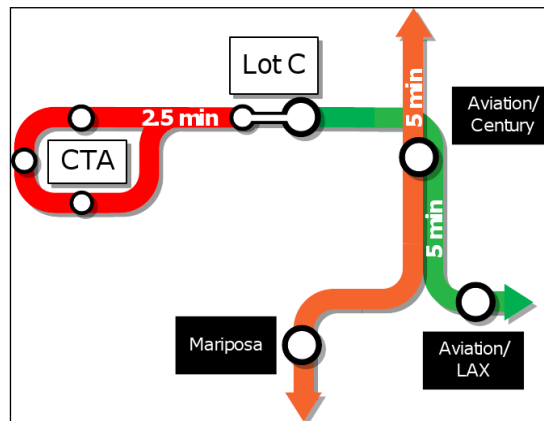 Lot C
2.5 min
5 min
Aviation/
Century
CTA
5 min
Mariposa
Aviation/
LAX